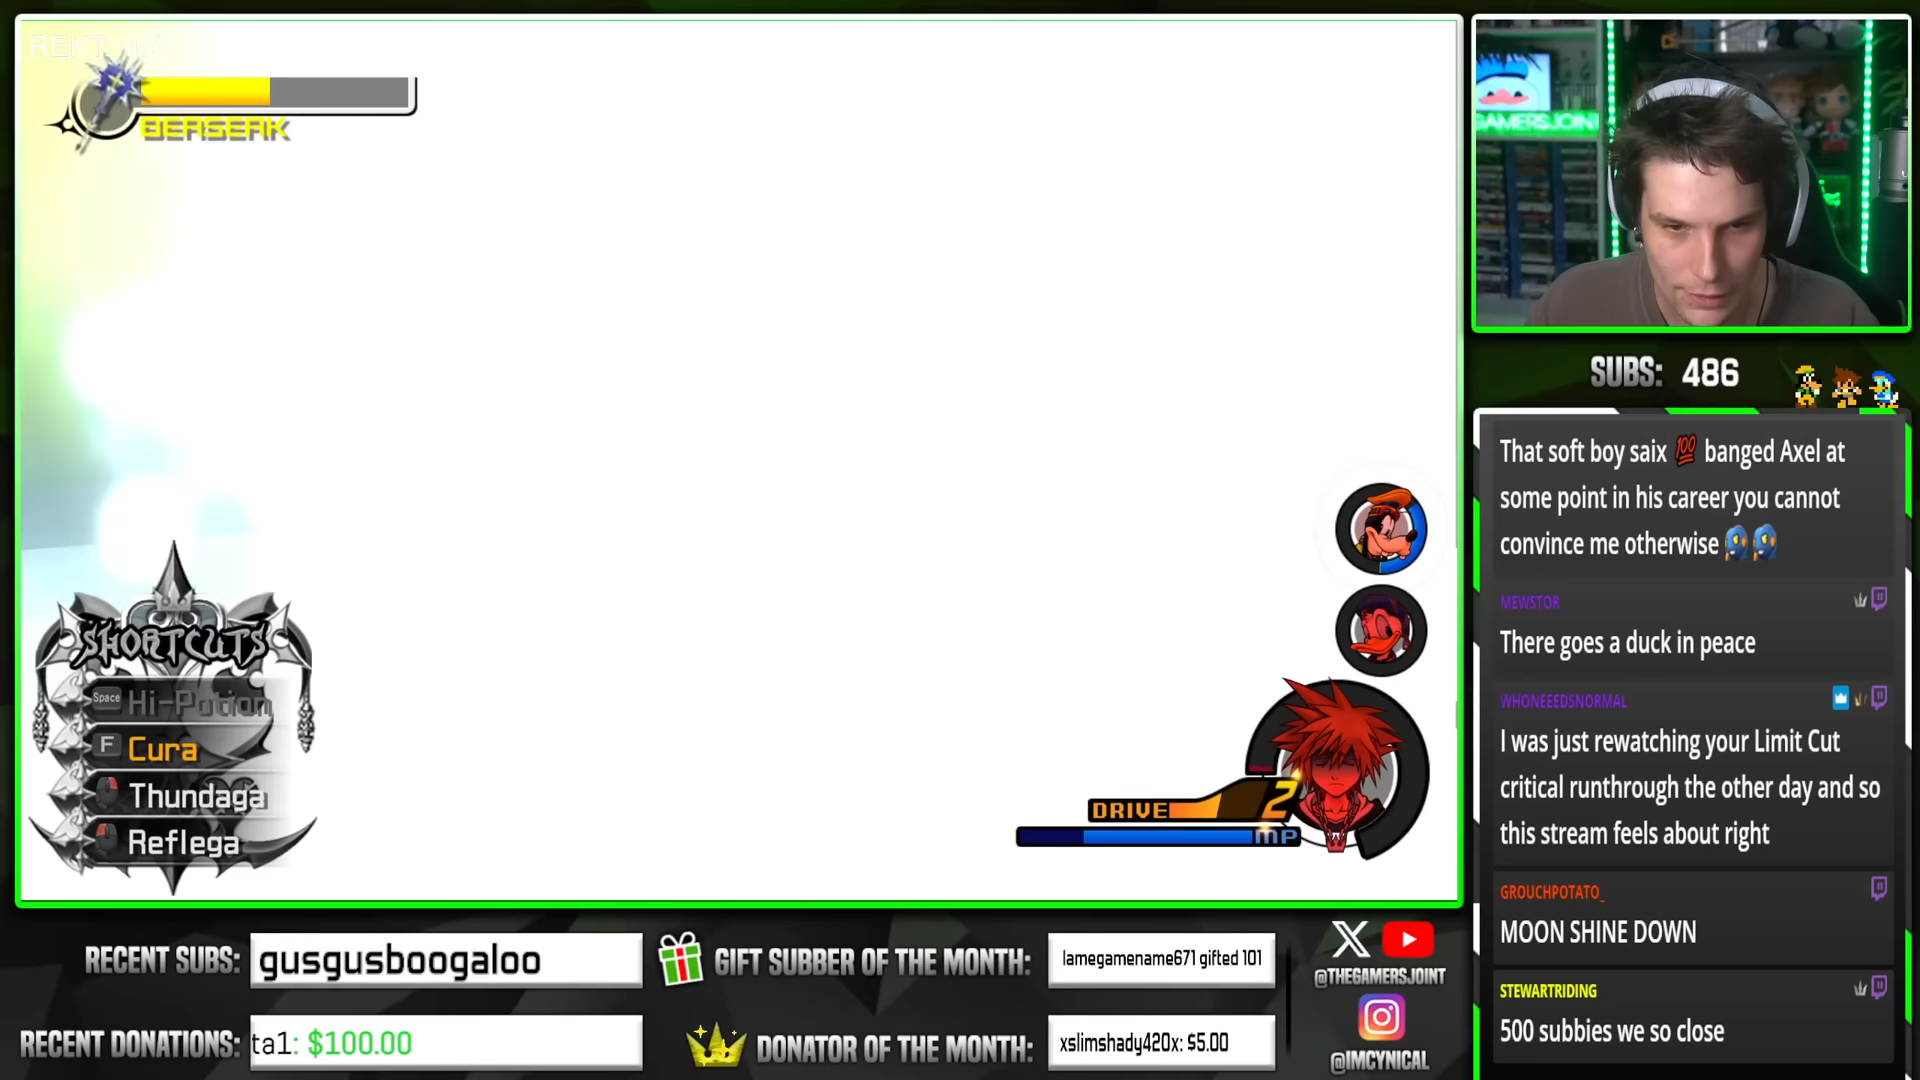 BERSERK
SHORTCUTS
Space Hi-Potion
F Cura
Thundaga
Reflega
DRIVE 2
MP
GAMERSJOINT
SUBS: 486
That soft boy saix 💯 banged Axel at
some point in his career you cannot
convince me otherwise
MEWSTOR
There goes a duck in peace
WHONEEEDSNORMAL
I was just rewatching your Limit Cut
critical runthrough the other day and so
this stream feels about right
GROUCHPOTATO_
MOON SHINE DOWN
STEWARTRIDING
500 subbies we so close
RECENT SUBS: gusgusboogaloo
GIFT SUBBER OF THE MONTH: lamegamename671 gifted 101
@THEGAMERSJOINT
RECENT DONATIONS: ta1: $100.00
DONATOR OF THE MONTH: xslimshady420x: $5.00
@IMCYNICAL